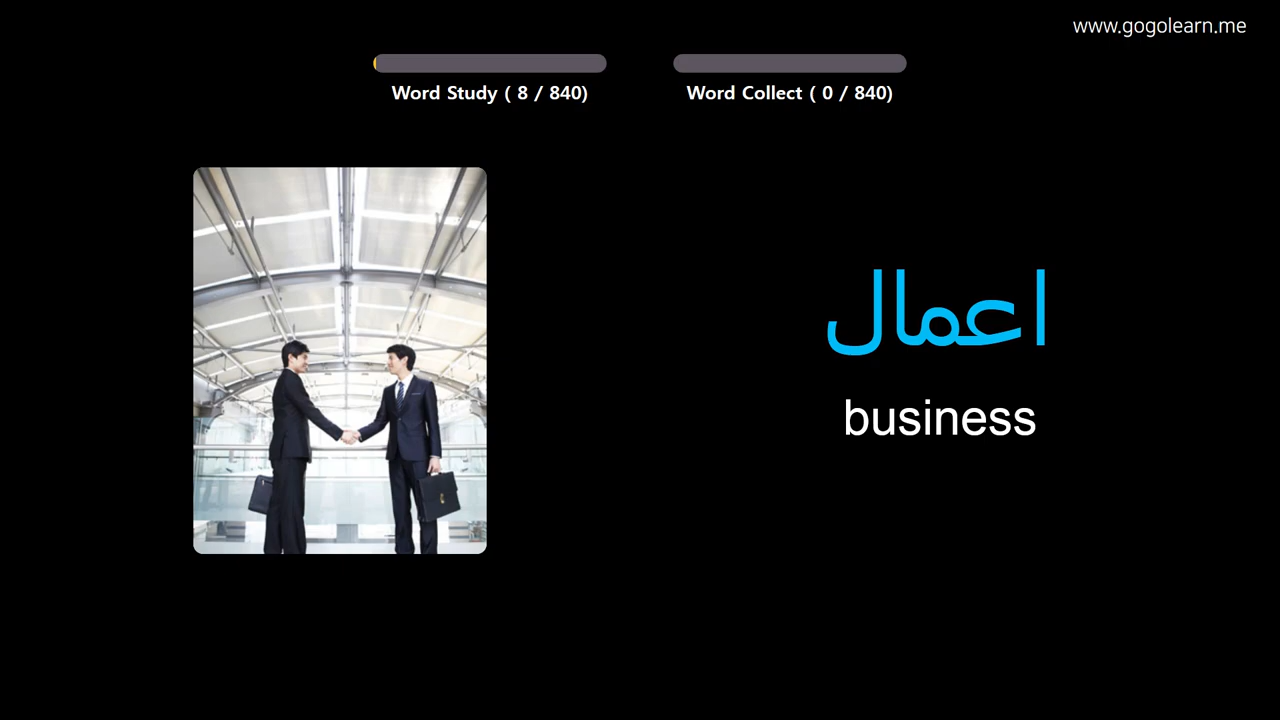 www.gogolearn.me
Word Study ( 8 / 840)
Word Collect ( 0 / 840)
اعمال
business